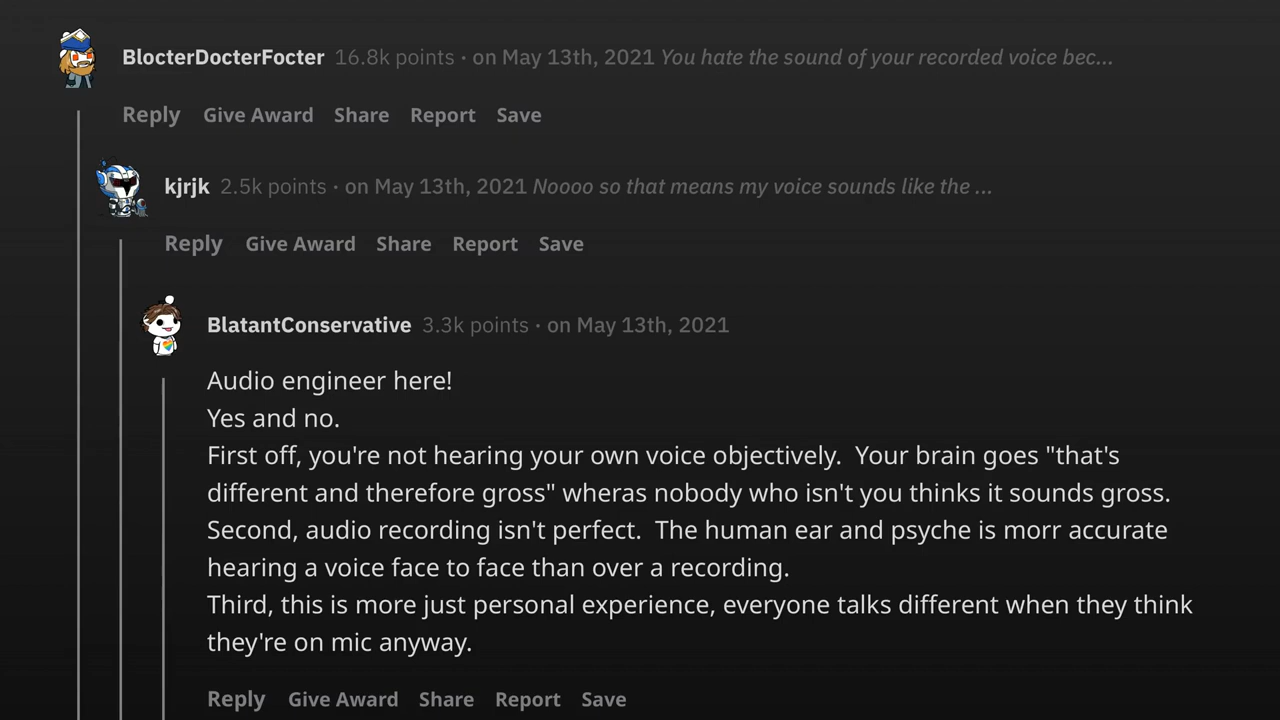 BlocterDocterFocter 16.8k points · on May 13th, 2021 You hate the sound of your recorded voice bec...
Reply Give Award Share Report Save
kjrjk 2.5k points · on May 13th, 2021 Noooo so that means my voice sounds like the ...
Reply Give Award Share Report Save
BlatantConservative 3.3k points · on May 13th, 2021
Audio engineer here!
Yes and no.
First off, you're not hearing your own voice objectively.  Your brain goes "that's
different and therefore gross" wheras nobody who isn't you thinks it sounds gross.
Second, audio recording isn't perfect.  The human ear and psyche is morr accurate
hearing a voice face to face than over a recording.
Third, this is more just personal experience, everyone talks different when they think
they're on mic anyway.
Reply Give Award Share Report Save